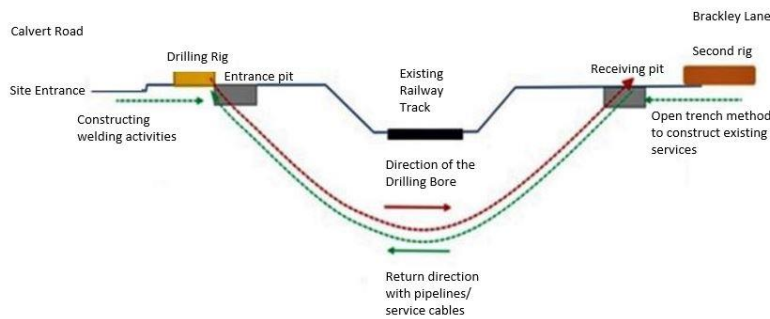 Calvert Road
Brackley Lane
Drilling Rig
Second rig
Entrance pit
Existing
Railway
Track
Receiving pit
Site Entrance
Constructing
welding activities
Open trench method
to construct existing
services
Direction of the
Drilling Bore
Return direction
with pipelines/
service cables